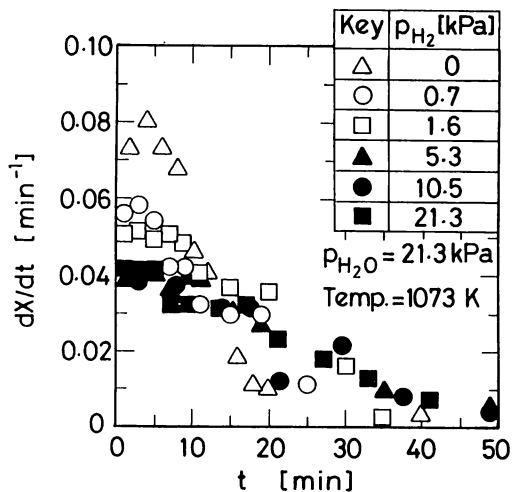 Key p_H₂ [kPa]
△ 0
○ 0.7
□ 1.6
▲ 5.3
● 10.5
■ 21.3
p_H₂O = 21.3 kPa
Temp. = 1073 K
dX/dt [min⁻¹]
0.10
0.08
0.06
0.04
0.02
0
0 10 20 30 40 50
t [min]